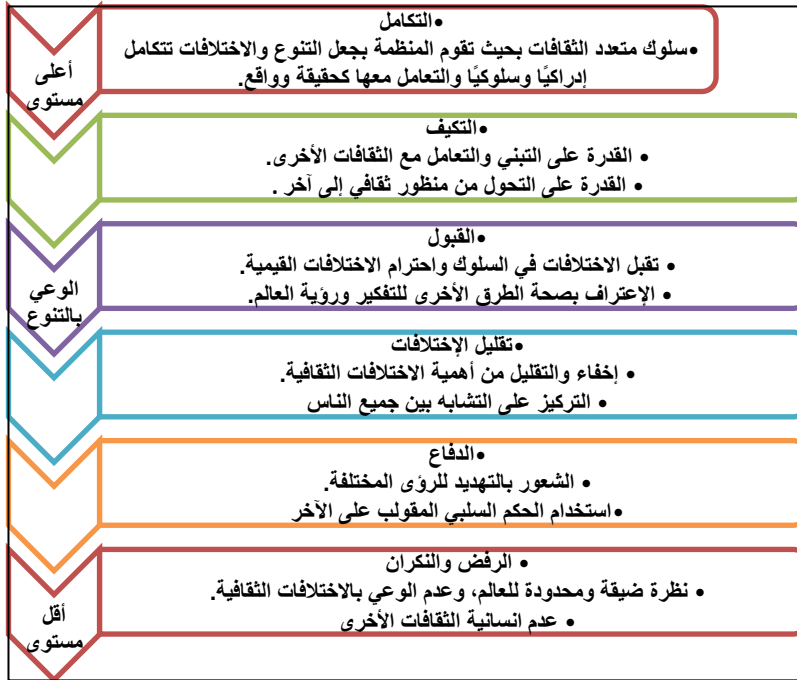 •التكامل
•سلوك متعدد الثقافات بحيث تقوم المنظمة بجعل التنوع والاختلافات تتكامل
إدراكيًا وسلوكيًا والتعامل معها كحقيقة وواقع.
أعلى
مستوى
•التكيف
• القدرة على التبني والتعامل مع الثقافات الأخرى.
• القدرة على التحول من منظور ثقافي إلى آخر .
•القبول
• تقبل الاختلافات في السلوك واحترام الاختلافات القيمية.
• الإعتراف بصحة الطرق الأخرى للتفكير ورؤية العالم.
الوعي
بالتنوع
•تقليل الإختلافات
• إخفاء والتقليل من أهمية الاختلافات الثقافية.
• التركيز على التشابه بين جميع الناس
•الدفاع
• الشعور بالتهديد للرؤى المختلفة.
•استخدام الحكم السلبي المقولب على الآخر
• الرفض والنكران
• نظرة ضيقة ومحدودة للعالم، وعدم الوعي بالاختلافات الثقافية.
• عدم انسانية الثقافات الأخرى
أقل
مستوى